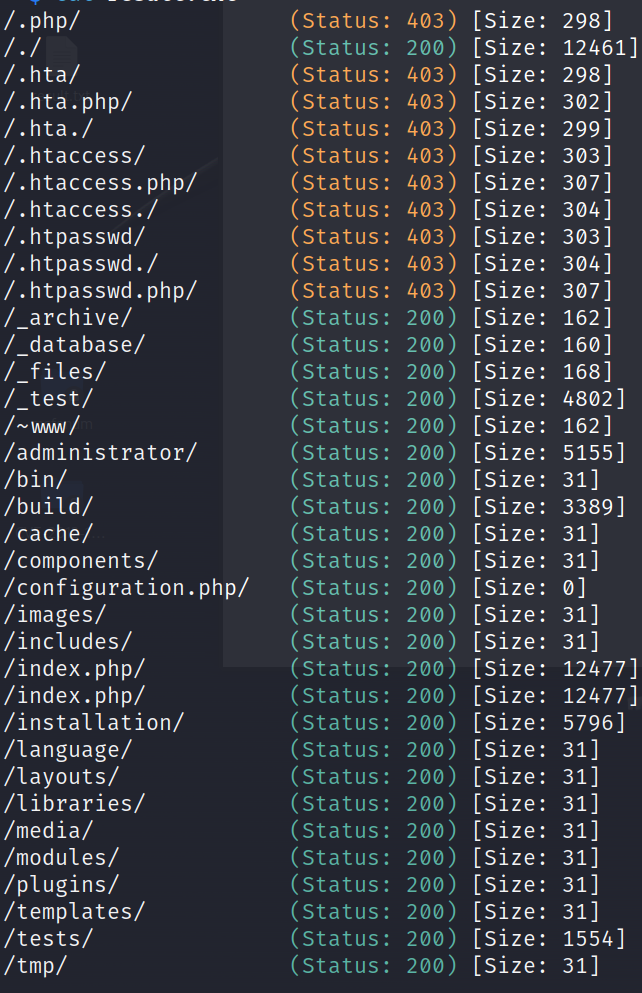 /.php/ (Status: 403) [Size: 298]
/./ (Status: 200) [Size: 12461]
/.hta/ (Status: 403) [Size: 298]
/.hta.php/ (Status: 403) [Size: 302]
/.hta./ (Status: 403) [Size: 299]
/.htaccess/ (Status: 403) [Size: 303]
/.htaccess.php/ (Status: 403) [Size: 307]
/.htaccess./ (Status: 403) [Size: 304]
/.htpasswd/ (Status: 403) [Size: 303]
/.htpasswd./ (Status: 403) [Size: 304]
/.htpasswd.php/ (Status: 403) [Size: 307]
/_archive/ (Status: 200) [Size: 162]
/_database/ (Status: 200) [Size: 160]
/_files/ (Status: 200) [Size: 168]
/_test/ (Status: 200) [Size: 4802]
/~www/ (Status: 200) [Size: 162]
/administrator/ (Status: 200) [Size: 5155]
/bin/ (Status: 200) [Size: 31]
/build/ (Status: 200) [Size: 3389]
/cache/ (Status: 200) [Size: 31]
/components/ (Status: 200) [Size: 31]
/configuration.php/ (Status: 200) [Size: 0]
/images/ (Status: 200) [Size: 31]
/includes/ (Status: 200) [Size: 31]
/index.php/ (Status: 200) [Size: 12477]
/index.php/ (Status: 200) [Size: 12477]
/installation/ (Status: 200) [Size: 5796]
/language/ (Status: 200) [Size: 31]
/layouts/ (Status: 200) [Size: 31]
/libraries/ (Status: 200) [Size: 31]
/media/ (Status: 200) [Size: 31]
/modules/ (Status: 200) [Size: 31]
/plugins/ (Status: 200) [Size: 31]
/templates/ (Status: 200) [Size: 31]
/tests/ (Status: 200) [Size: 1554]
/tmp/ (Status: 200) [Size: 31]